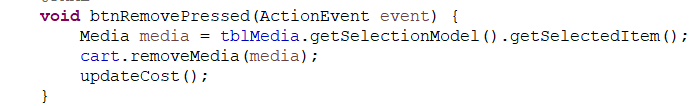 void btnRemovePressed(ActionEvent event) {
Media media = tblMedia.getSelectionModel().getSelectedItem();
cart.removeMedia(media);
updateCost();
}